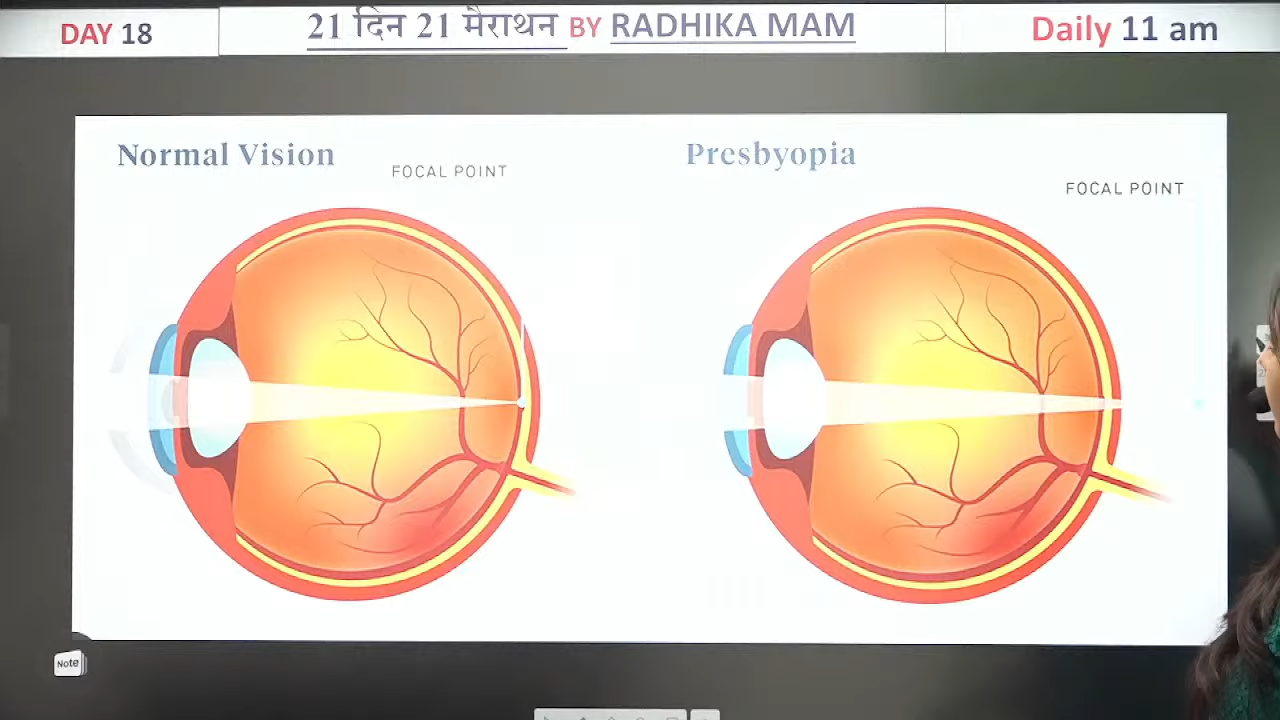 DAY 18
21 दिन 21 मैराथन BY RADHIKA MAM
Daily 11 am
Normal Vision
FOCAL POINT
Presbyopia
FOCAL POINT
Note